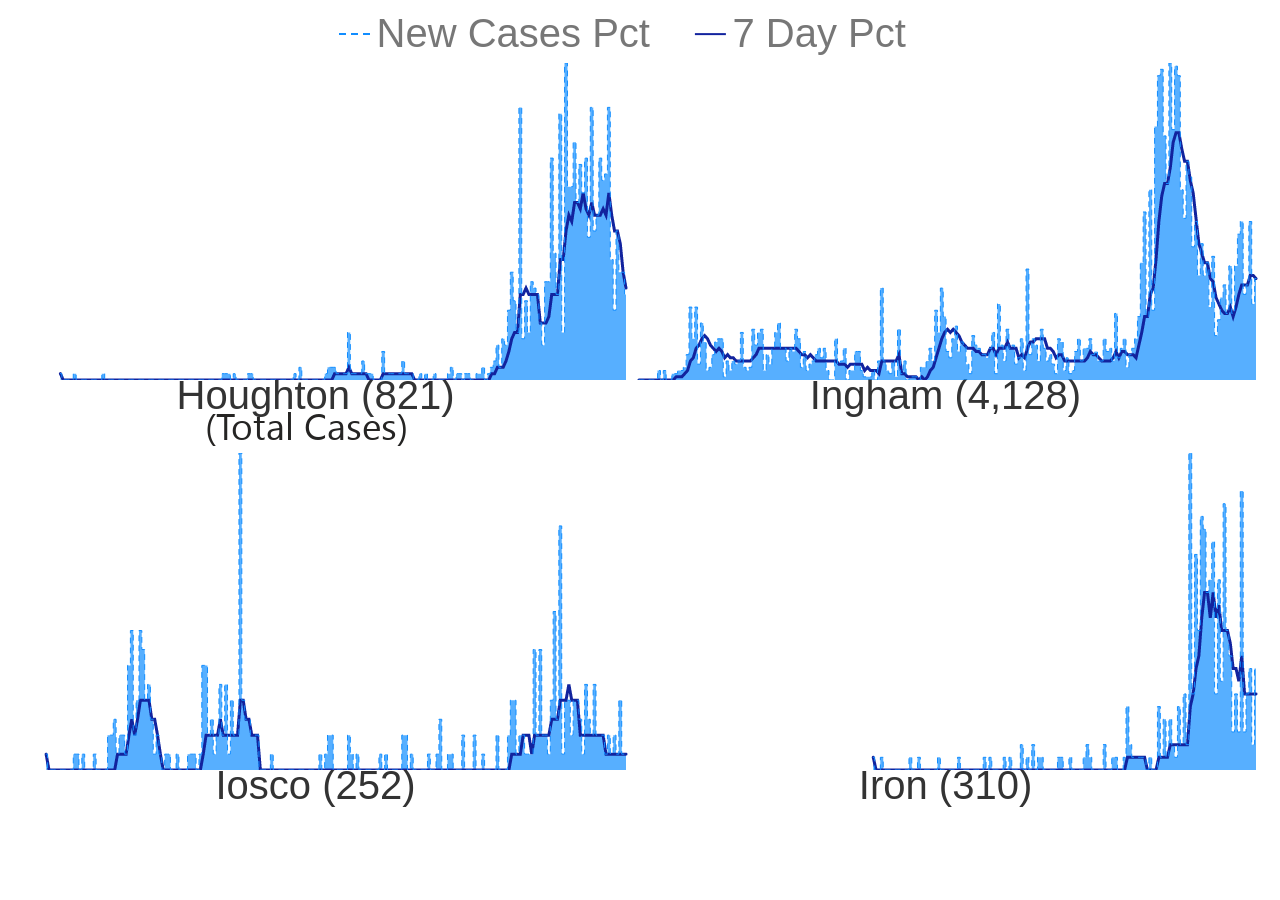 New Cases Pct 7 Day Pct
Houghton (821)
(Total Cases)
Ingham (4,128)
Iosco (252)
Iron (310)